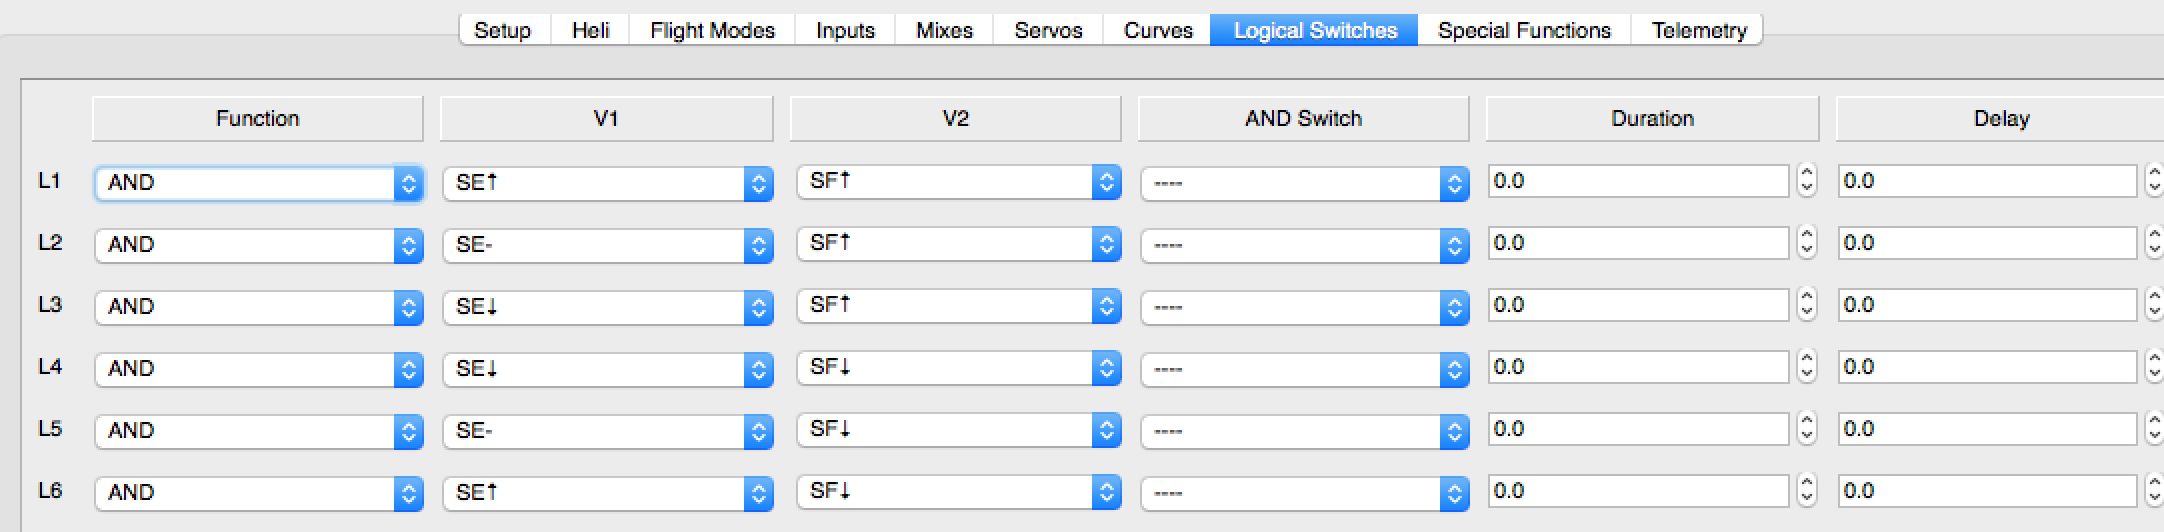 Setup Heli Flight Modes Inputs Mixes Servos Curves Logical Switches Special Functions Telemetry
Function V1 V2 AND Switch Duration Delay
L1 AND SE↑ SF↑ ---- 0.0 0.0
L2 AND SE- SF↑ ---- 0.0 0.0
L3 AND SE↓ SF↑ ---- 0.0 0.0
L4 AND SE↓ SF↓ ---- 0.0 0.0
L5 AND SE- SF↓ ---- 0.0 0.0
L6 AND SE↑ SF↓ ---- 0.0 0.0